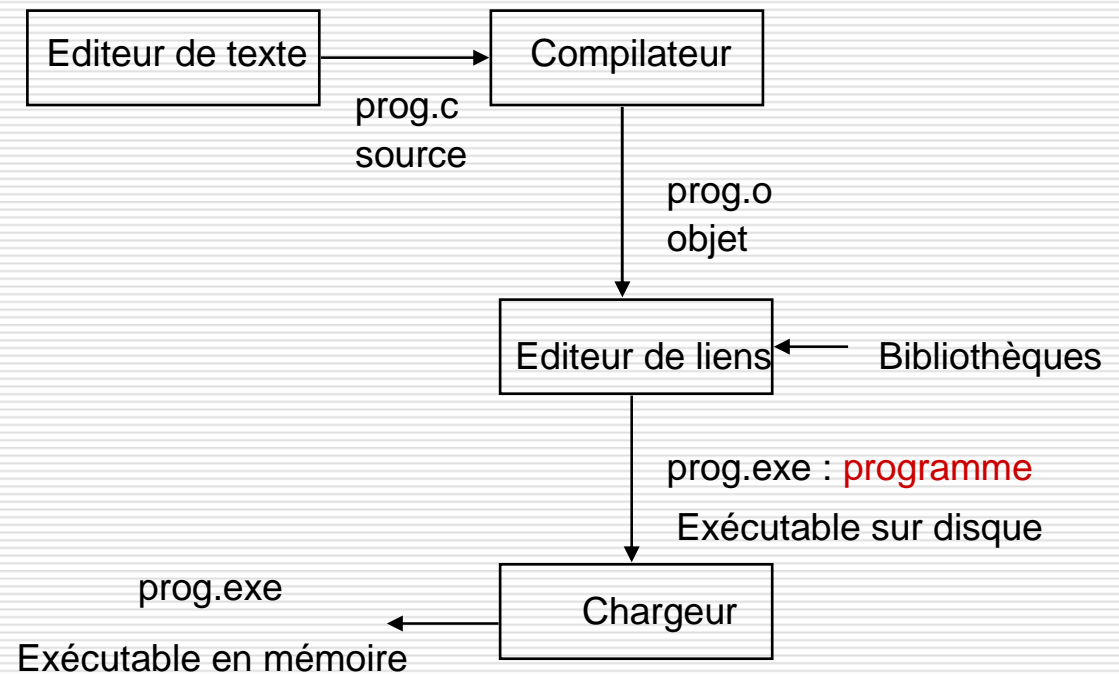 Editeur de texte
Compilateur
prog.c
source
prog.o
objet
Editeur de liens
Bibliothèques
prog.exe : programme
Exécutable sur disque
Chargeur
prog.exe
Exécutable en mémoire